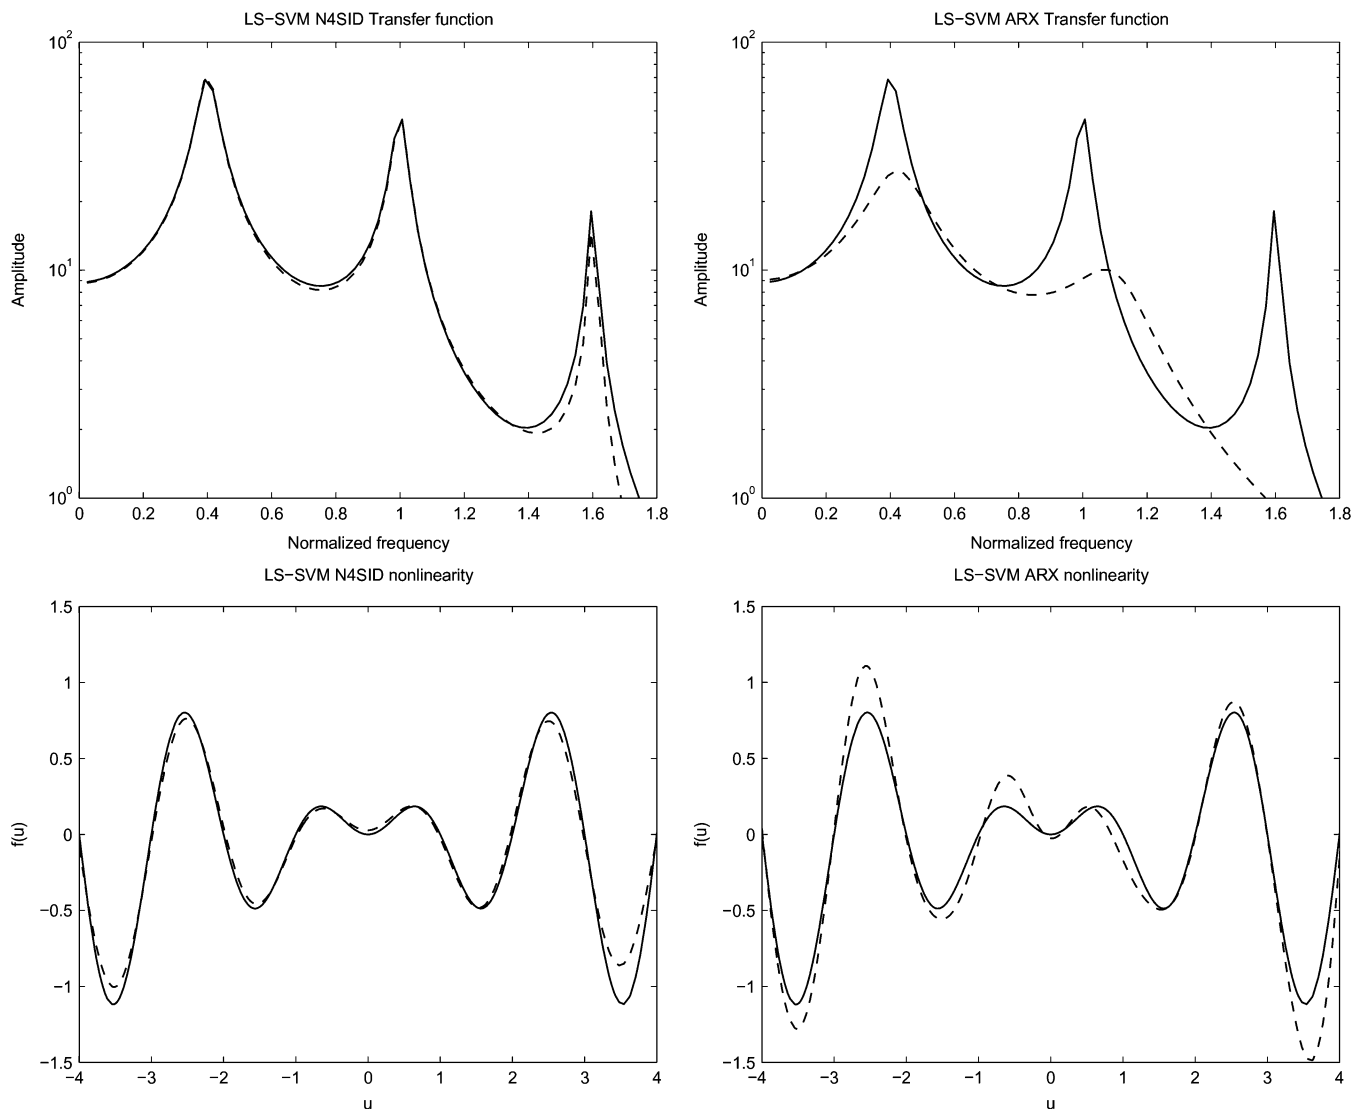 LS−SVM N4SID Transfer function
10^2
10^1
10^0
Amplitude
0 0.2 0.4 0.6 0.8 1 1.2 1.4 1.6 1.8
Normalized frequency
LS−SVM ARX Transfer function
10^2
10^1
10^0
Amplitude
0 0.2 0.4 0.6 0.8 1 1.2 1.4 1.6 1.8
Normalized frequency
LS−SVM N4SID nonlinearity
1.5
1
0.5
0
−0.5
−1
−1.5
f(u)
−4 −3 −2 −1 0 1 2 3 4
u
LS−SVM ARX nonlinearity
1.5
1
0.5
0
−0.5
−1
−1.5
f(u)
−4 −3 −2 −1 0 1 2 3 4
u